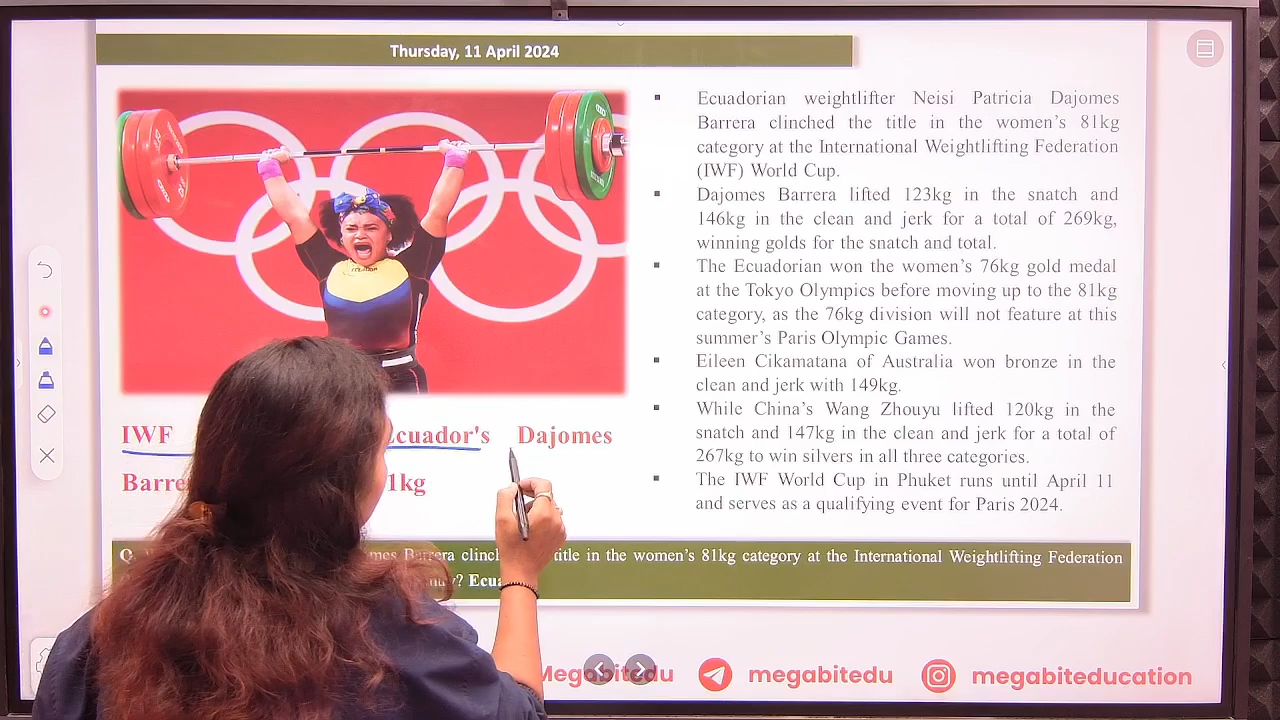 Thursday, 11 April 2024
Ecuadorian weightlifter Neisi Patricia Dajomes
Barrera clinched the title in the women's 81kg
category at the International Weightlifting Federation
(IWF) World Cup.
Dajomes Barrera lifted 123kg in the snatch and
146kg in the clean and jerk for a total of 269kg,
winning golds for the snatch and total.
The Ecuadorian won the women's 76kg gold medal
at the Tokyo Olympics before moving up to the 81kg
category, as the 76kg division will not feature at this
summer's Paris Olympic Games.
Eileen Cikamatana of Australia won bronze in the
clean and jerk with 149kg.
While China's Wang Zhouyu lifted 120kg in the
snatch and 147kg in the clean and jerk for a total of
267kg to win silvers in all three categories.
The IWF World Cup in Phuket runs until April 11
and serves as a qualifying event for Paris 2024.
IWF Ecuador's Dajomes
1kg
Barrera title in the women's 81kg category at the International Weightlifting Federation
Megabitedu megabitedu megabiteducation